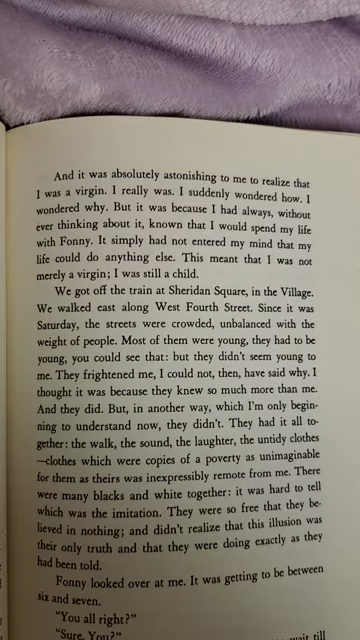 And it was absolutely astonishing to me to realize that
I was a virgin. I really was. I suddenly wondered how. I
wondered why. But it was because I had always, without
ever thinking about it, known that I would spend my life
with Fonny. It simply had not entered my mind that my
life could do anything else. This meant that I was not
merely a virgin; I was still a child.
We got off the train at Sheridan Square, in the Village.
We walked east along West Fourth Street. Since it was
Saturday, the streets were crowded, unbalanced with the
weight of people. Most of them were young, they had to be
young, you could see that: but they didn't seem young to
me. They frightened me, I could not, then, have said why. I
thought it was because they knew so much more than me.
And they did. But, in another way, which I'm only begin-
ning to understand now, they didn't. They had it all to-
gether: the walk, the sound, the laughter, the untidy clothes
—clothes which were copies of a poverty as unimaginable
for them as theirs was inexpressibly remote from me. There
were many blacks and white together: it was hard to tell
which was the imitation. They were so free that they be-
lieved in nothing; and didn't realize that this illusion was
their only truth and that they were doing exactly as they
had been told.
Fonny looked over at me. It was getting to be between
six and seven.
"You all right?"
"Sure. You?"
wait till